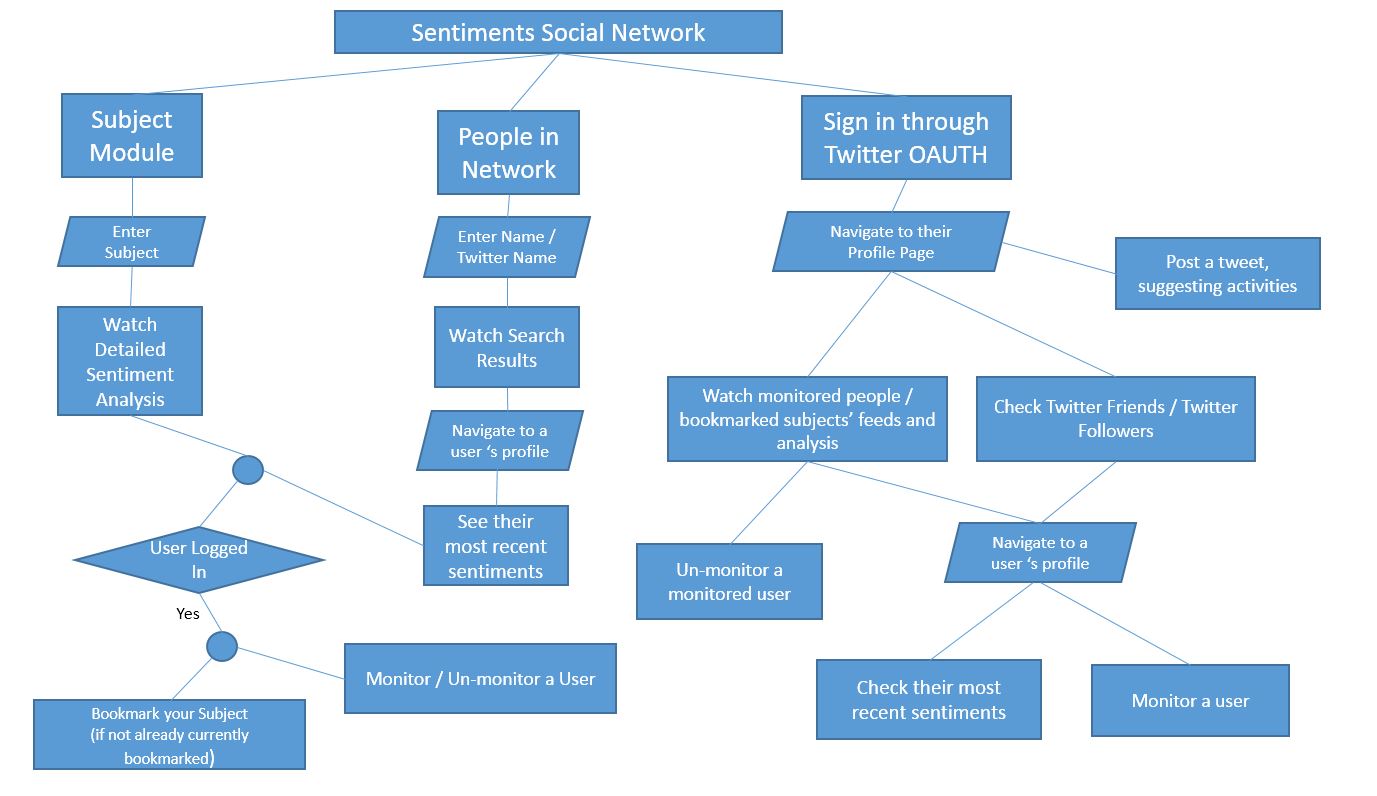 Sentiments Social Network
Subject
Module
People in
Network
Sign in through
Twitter OAUTH
Enter
Subject
Enter Name /
Twitter Name
Navigate to their
Profile Page
Post a tweet,
suggesting activities
Watch
Detailed
Sentiment
Analysis
Watch Search
Results
Watch monitored people /
bookmarked subjects’ feeds and
analysis
Check Twitter Friends / Twitter
Followers
Navigate to a
user ‘s profile
See their
most recent
sentiments
User Logged
In
Yes
Un-monitor a
monitored user
Navigate to a
user ‘s profile
Monitor / Un-monitor a User
Bookmark your Subject
(if not already currently
bookmarked)
Check their most
recent sentiments
Monitor a user